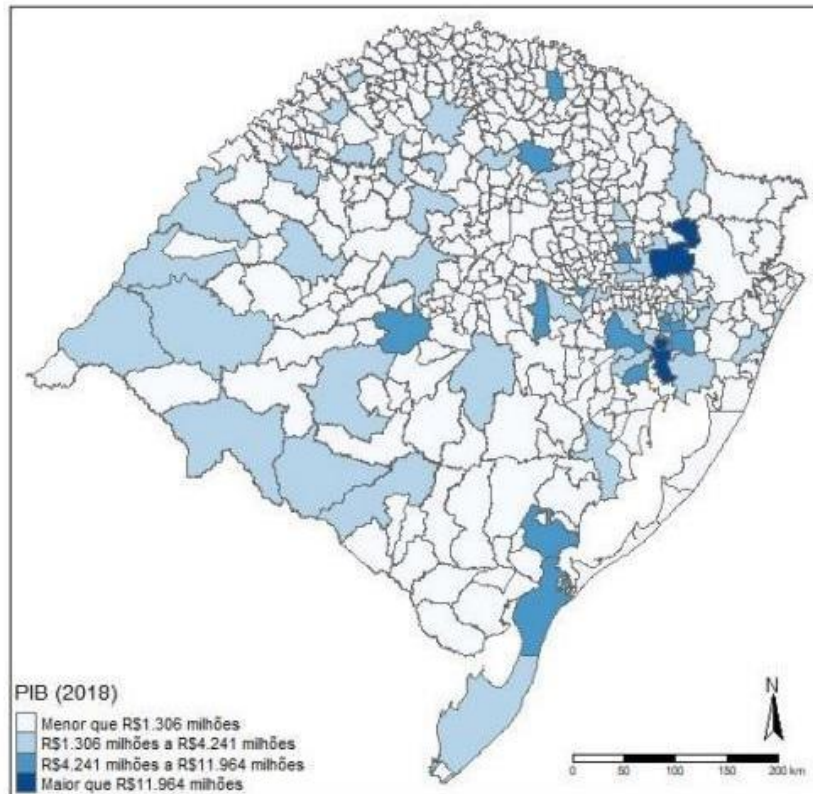 PIB (2018)
Menor que R$1.306 milhões
R$1.306 milhões a R$4.241 milhões
R$4.241 milhões a R$11.964 milhões
Maior que R$11.964 milhões
N
0 50 100 150 200 km